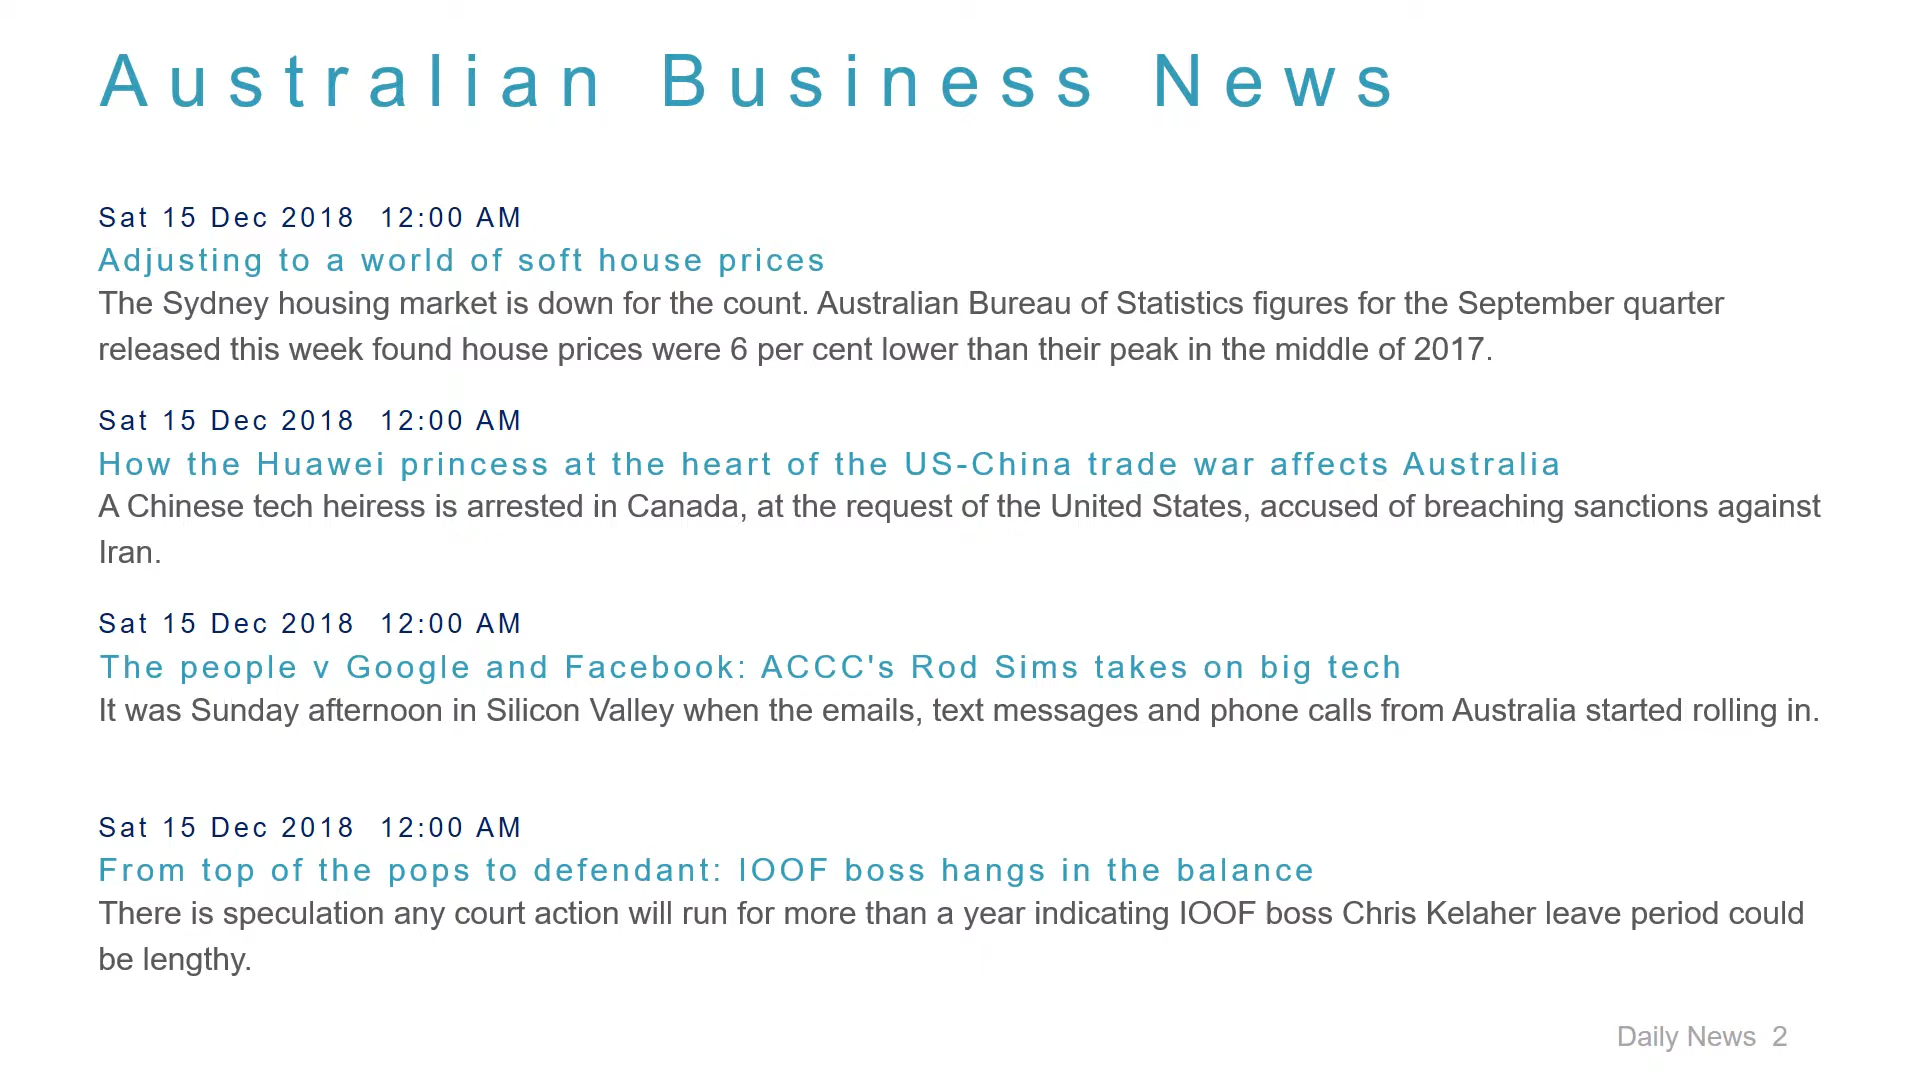 Australian Business News
Sat 15 Dec 2018  12:00 AM
Adjusting to a world of soft house prices
The Sydney housing market is down for the count. Australian Bureau of Statistics figures for the September quarter
released this week found house prices were 6 per cent lower than their peak in the middle of 2017.
Sat 15 Dec 2018  12:00 AM
How the Huawei princess at the heart of the US-China trade war affects Australia
A Chinese tech heiress is arrested in Canada, at the request of the United States, accused of breaching sanctions against
Iran.
Sat 15 Dec 2018  12:00 AM
The people v Google and Facebook: ACCC's Rod Sims takes on big tech
It was Sunday afternoon in Silicon Valley when the emails, text messages and phone calls from Australia started rolling in.
Sat 15 Dec 2018  12:00 AM
From top of the pops to defendant: IOOF boss hangs in the balance
There is speculation any court action will run for more than a year indicating IOOF boss Chris Kelaher leave period could
be lengthy.
Daily News  2